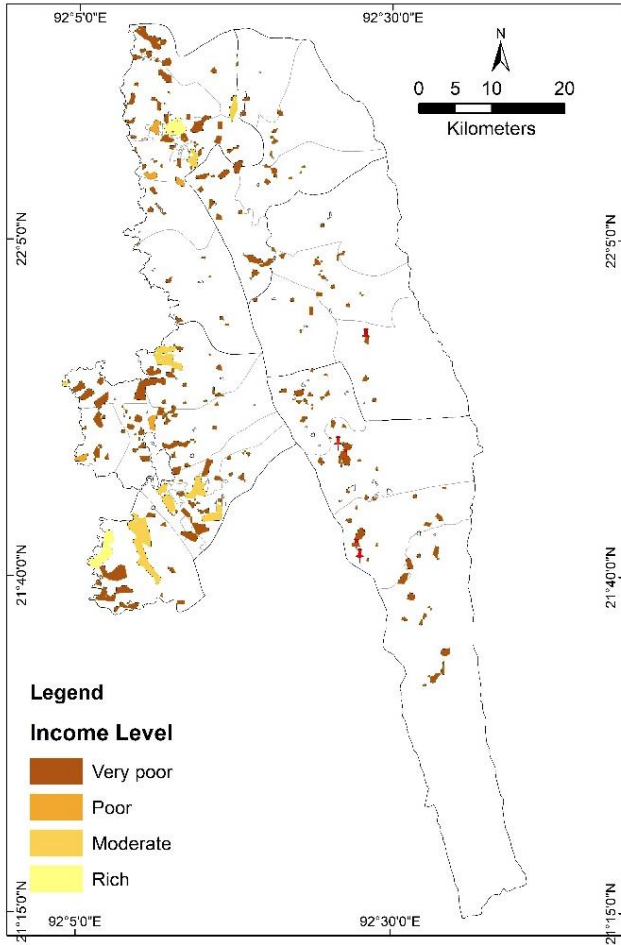 92°5'0"E 92°30'0"E
N
0 5 10 20
Kilometers
22°5'0"N 22°5'0"N
21°40'0"N 21°40'0"N
Legend
Income Level
Very poor
Poor
Moderate
Rich
21°15'0"N 21°15'0"N
92°5'0"E 92°30'0"E